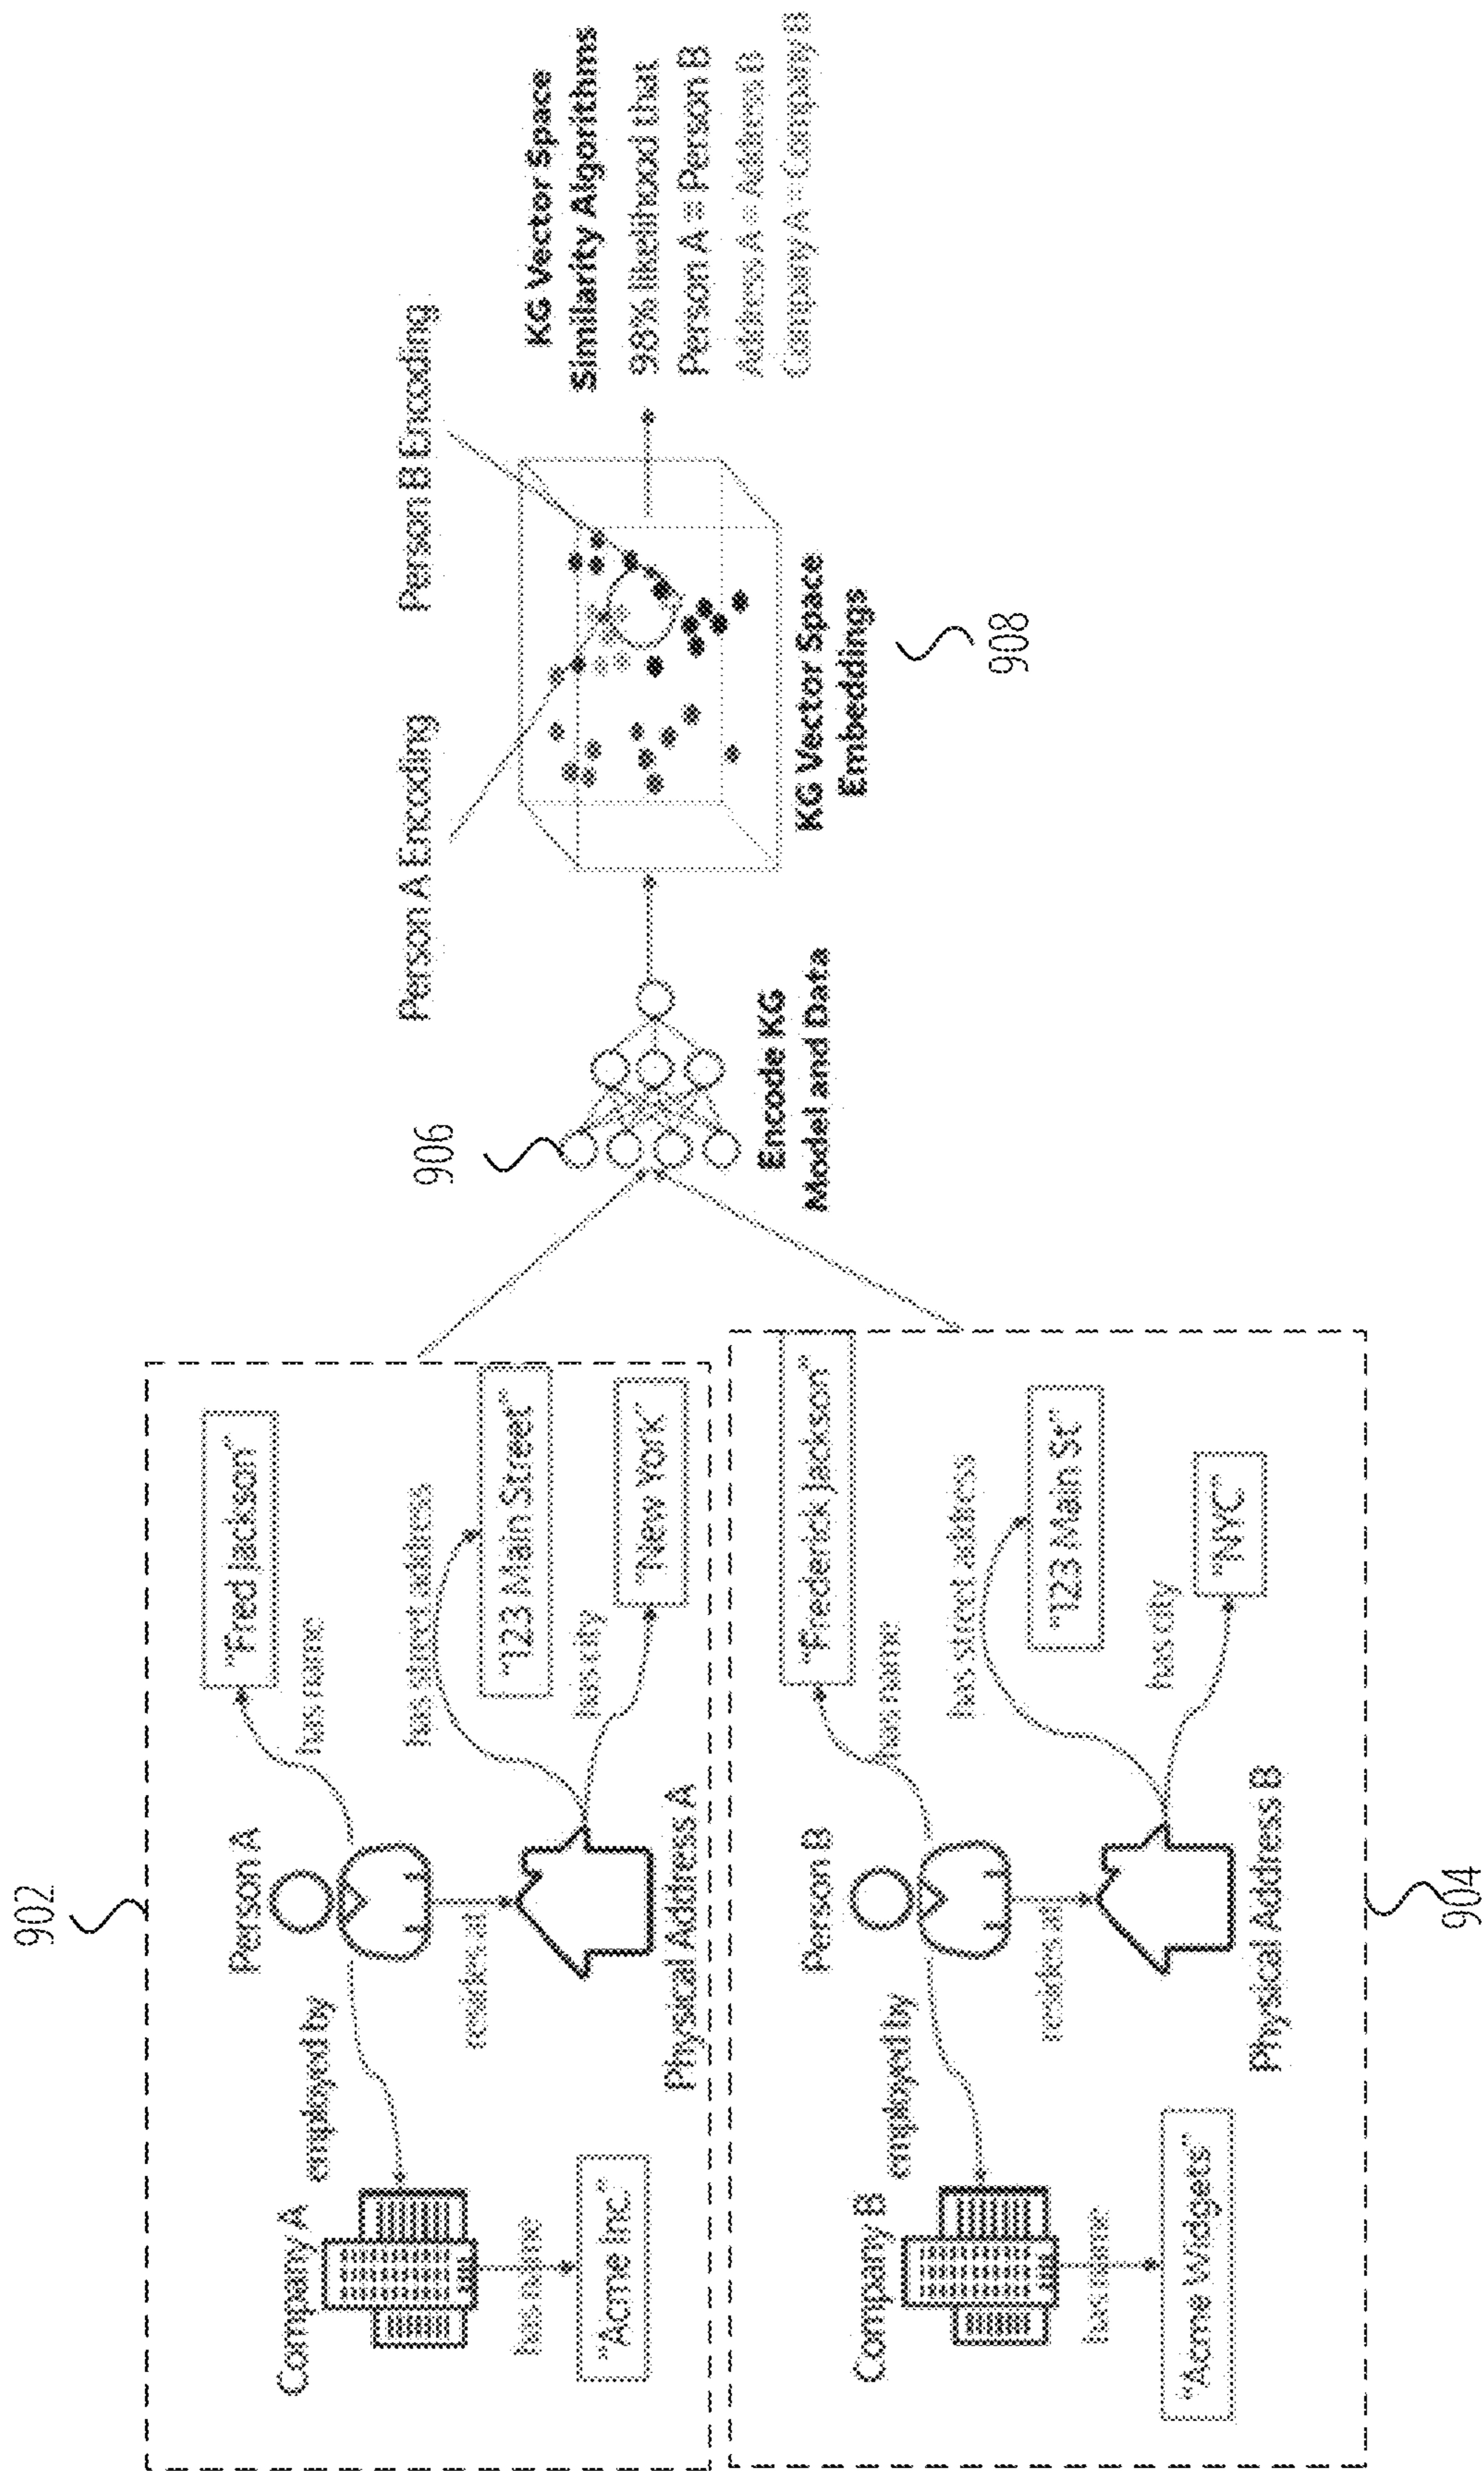 902
Person A
"Fred Jackson"
has name
employed by
Company A
has name
"Acme Inc."
resides at
Physical Address A
has street address
"123 Main Street"
has city
"New York"
Person B
"Frederick Jackson"
has name
employed by
Company B
has name
"Acme Widgets"
resides at
Physical Address B
has street address
"123 Main St"
has city
"NYC"
904
906
Encode KG
Model and Data
Person A Encoding
Person B Encoding
KG Vector Space
Embeddings
908
KG Vector Space
Similarity Algorithms
98% likelihood that
Person A = Person B
Address A = Address B
Company A = Company B